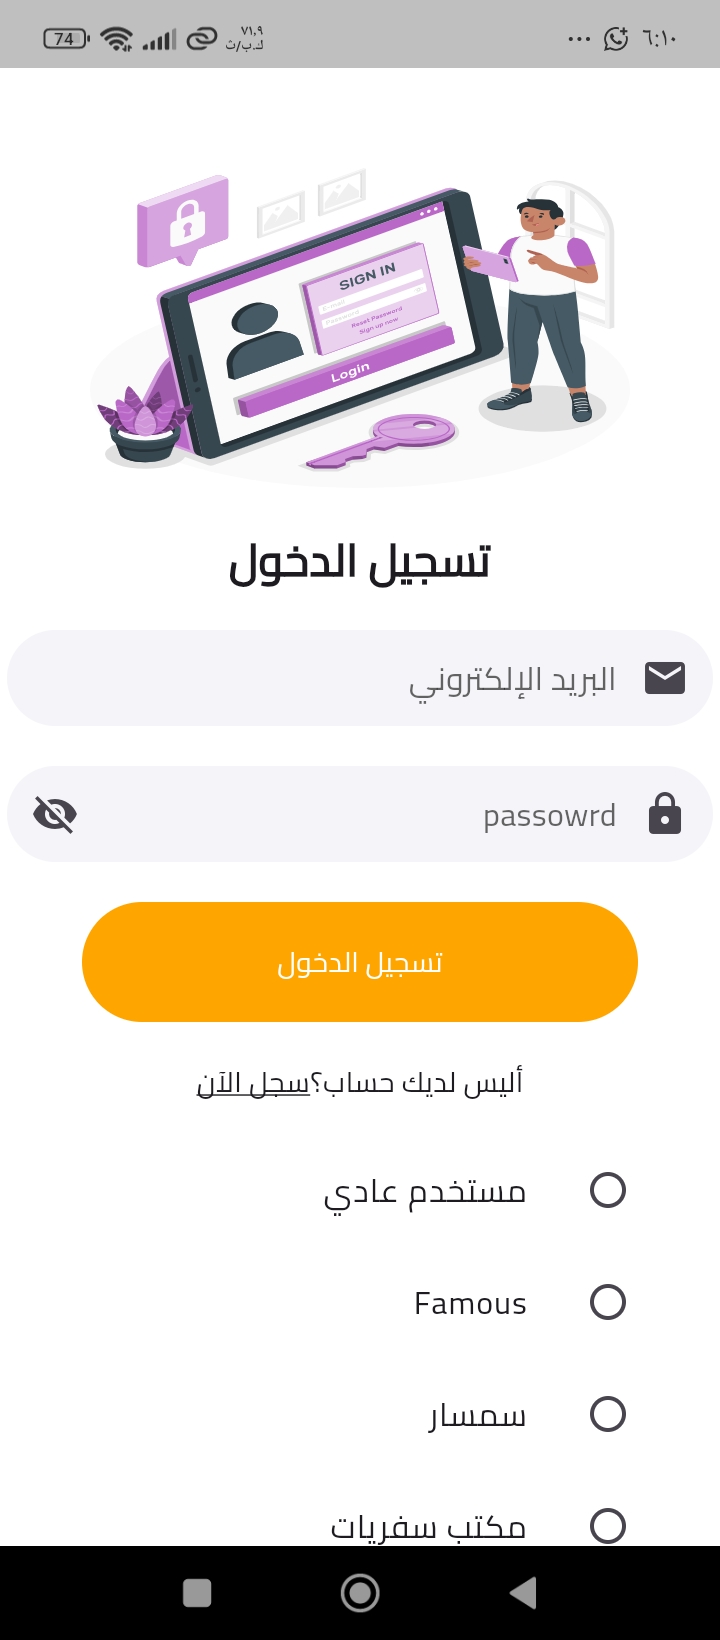 ٦:١٠
٧١,٩
ك.ب/ث
74
SIGN IN
E-mail
Password
Reset Password
Sign up now
Login
تسجيل الدخول
البريد الإلكتروني
passowrd
تسجيل الدخول
أليس لديك حساب؟سجل الآن
مستخدم عادي
Famous
سمسار
مكتب سفريات